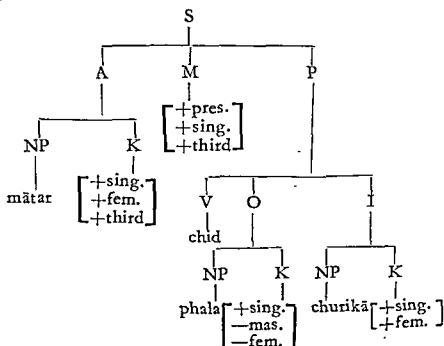 S
A M P
+pres.
+sing.
+third
NP K
mātar
+sing.
+fem.
+third
V O I
chid
NP K NP K
phala
+sing.
—mas.
—fem.
churikā
+sing.
+fem.